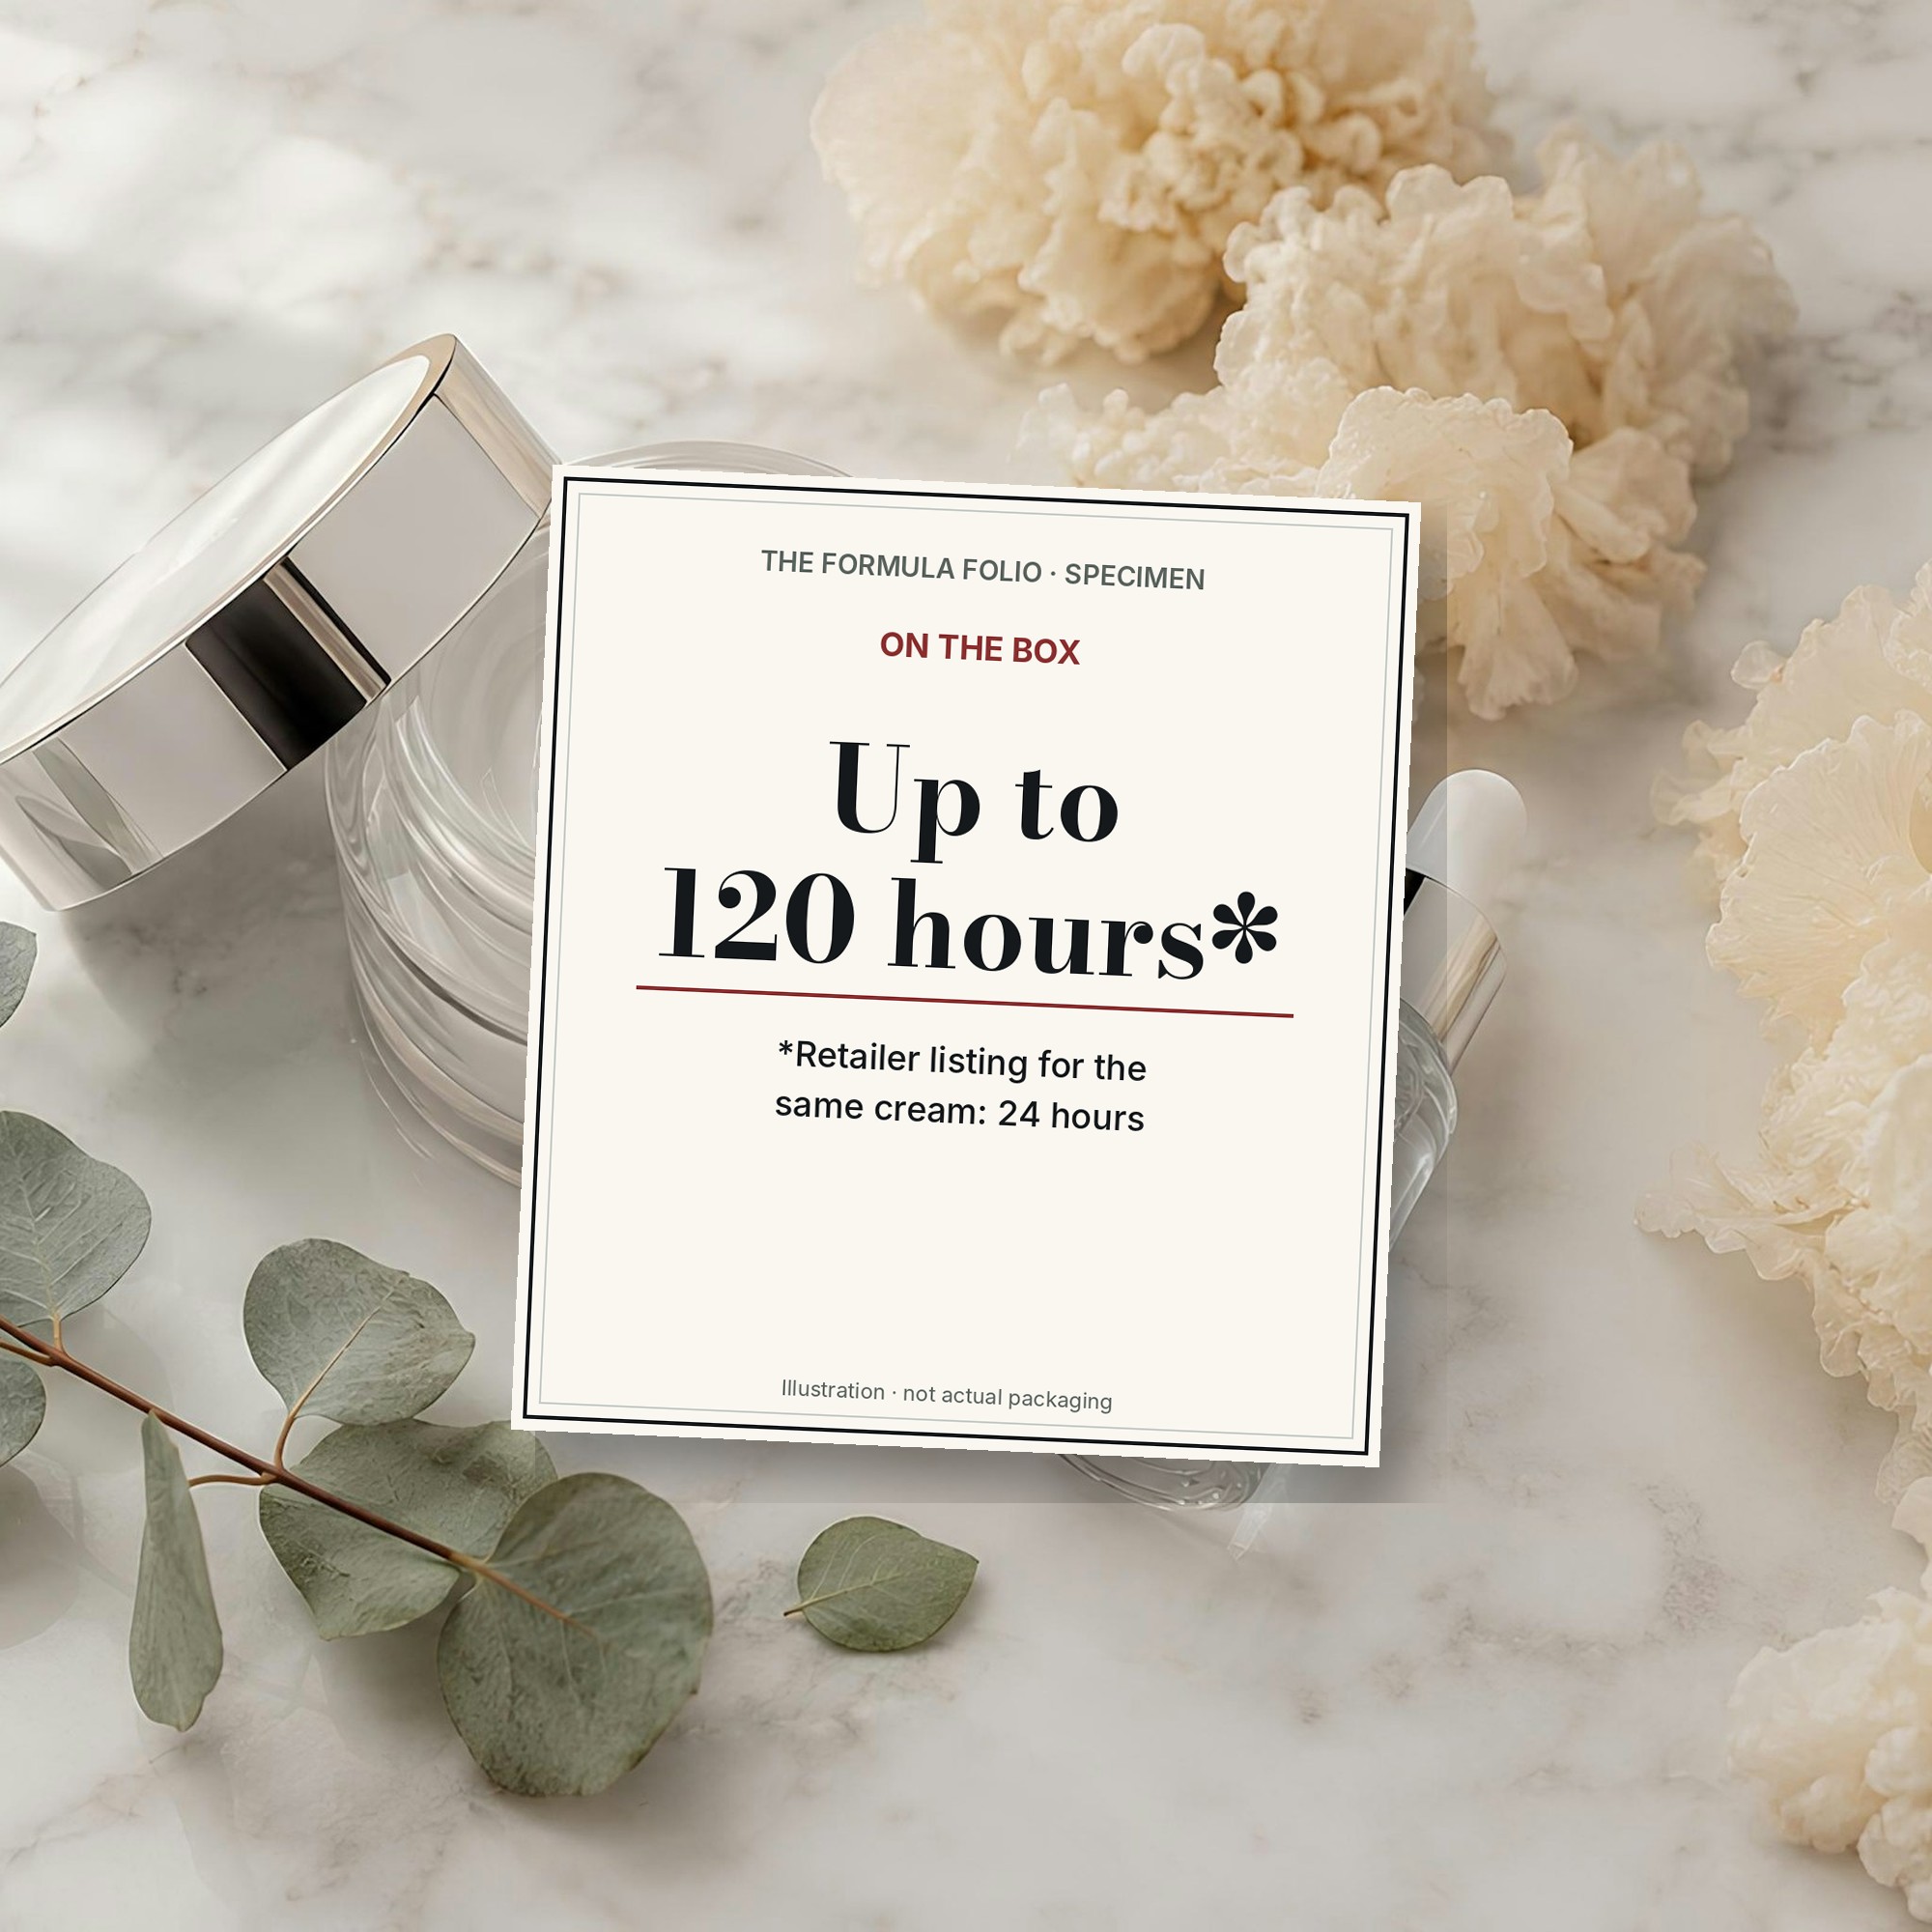 THE FORMULA FOLIO · SPECIMEN
ON THE BOX
Up to
120 hours*
*Retailer listing for the
same cream: 24 hours
Illustration · not actual packaging